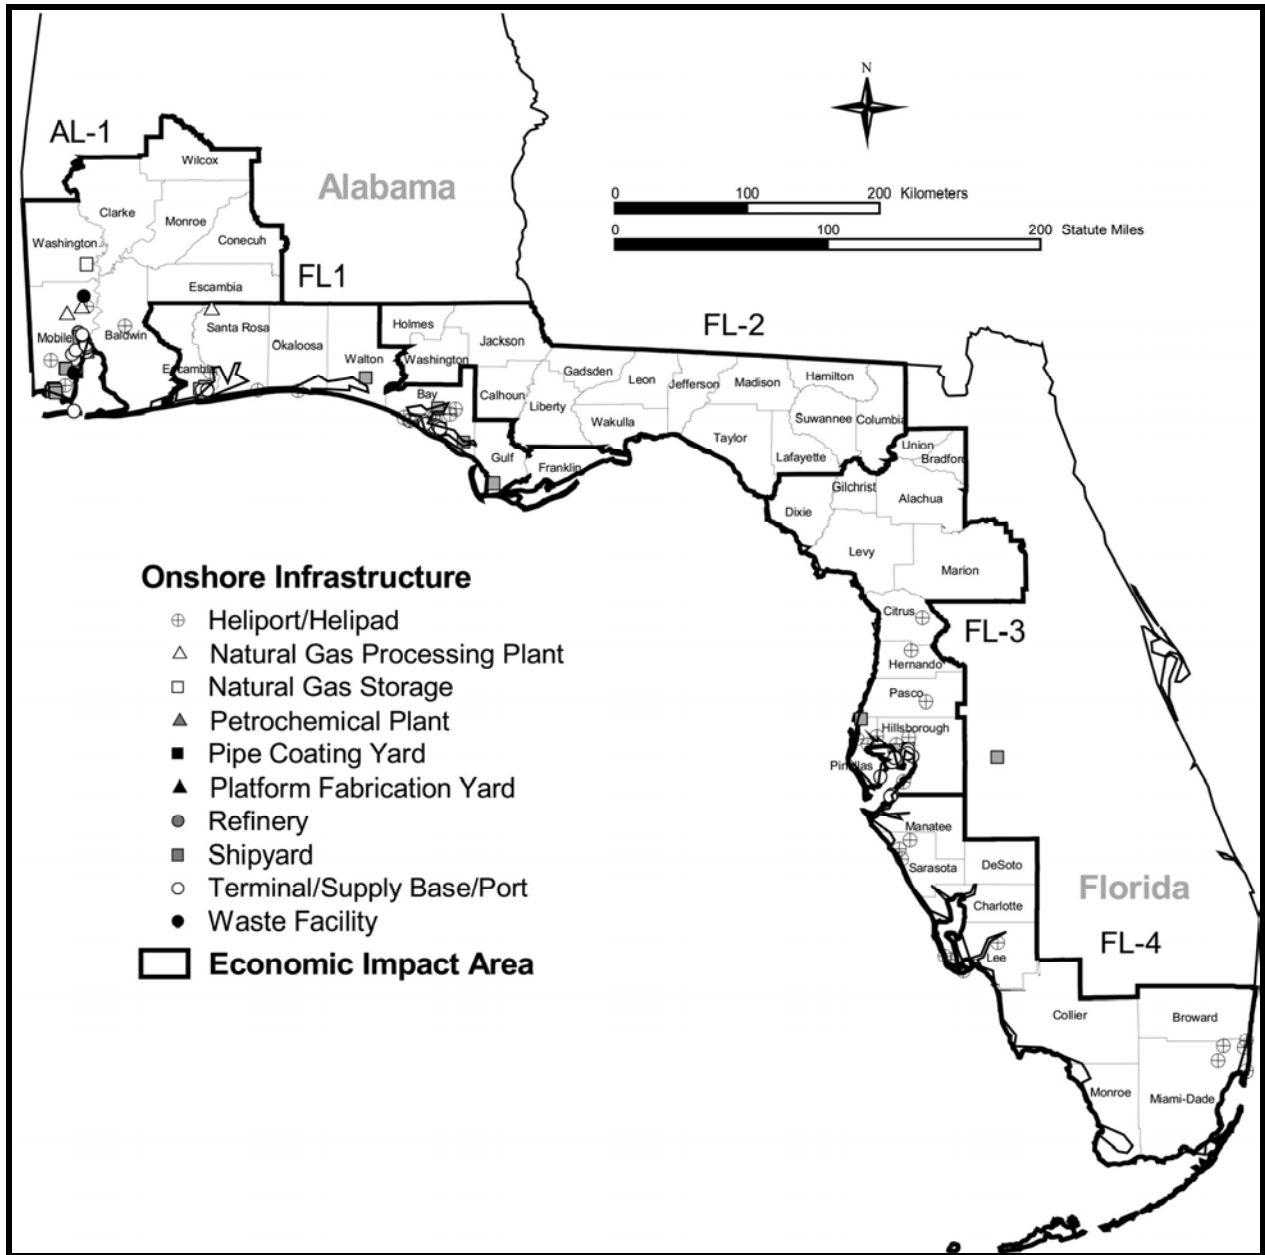 N
AL-1
Wilcox
Alabama
0 100 200 Kilometers
0 100 200 Statute Miles
Clarke
Monroe
Washington
Conecuh
Escambia
FL1
Mobile
Baldwin
Santa Rosa
Okaloosa
Walton
Escambia
Holmes
Washington
Jackson
FL-2
Bay
Calhoun
Gadsden
Liberty
Leon
Jefferson
Madison
Hamilton
Wakulla
Suwannee
Columbia
Taylor
Lafayette
Gulf
Franklin
Union
Bradford
Gilchrist
Alachua
Dixie
Levy
Marion
Citrus
FL-3
Hernando
Pasco
Hillsborough
Pinellas
Manatee
Sarasota
DeSoto
Charlotte
Lee
Florida
FL-4
Collier
Broward
Monroe
Miami-Dade
Onshore Infrastructure
Heliport/Helipad
Natural Gas Processing Plant
Natural Gas Storage
Petrochemical Plant
Pipe Coating Yard
Platform Fabrication Yard
Refinery
Shipyard
Terminal/Supply Base/Port
Waste Facility
Economic Impact Area